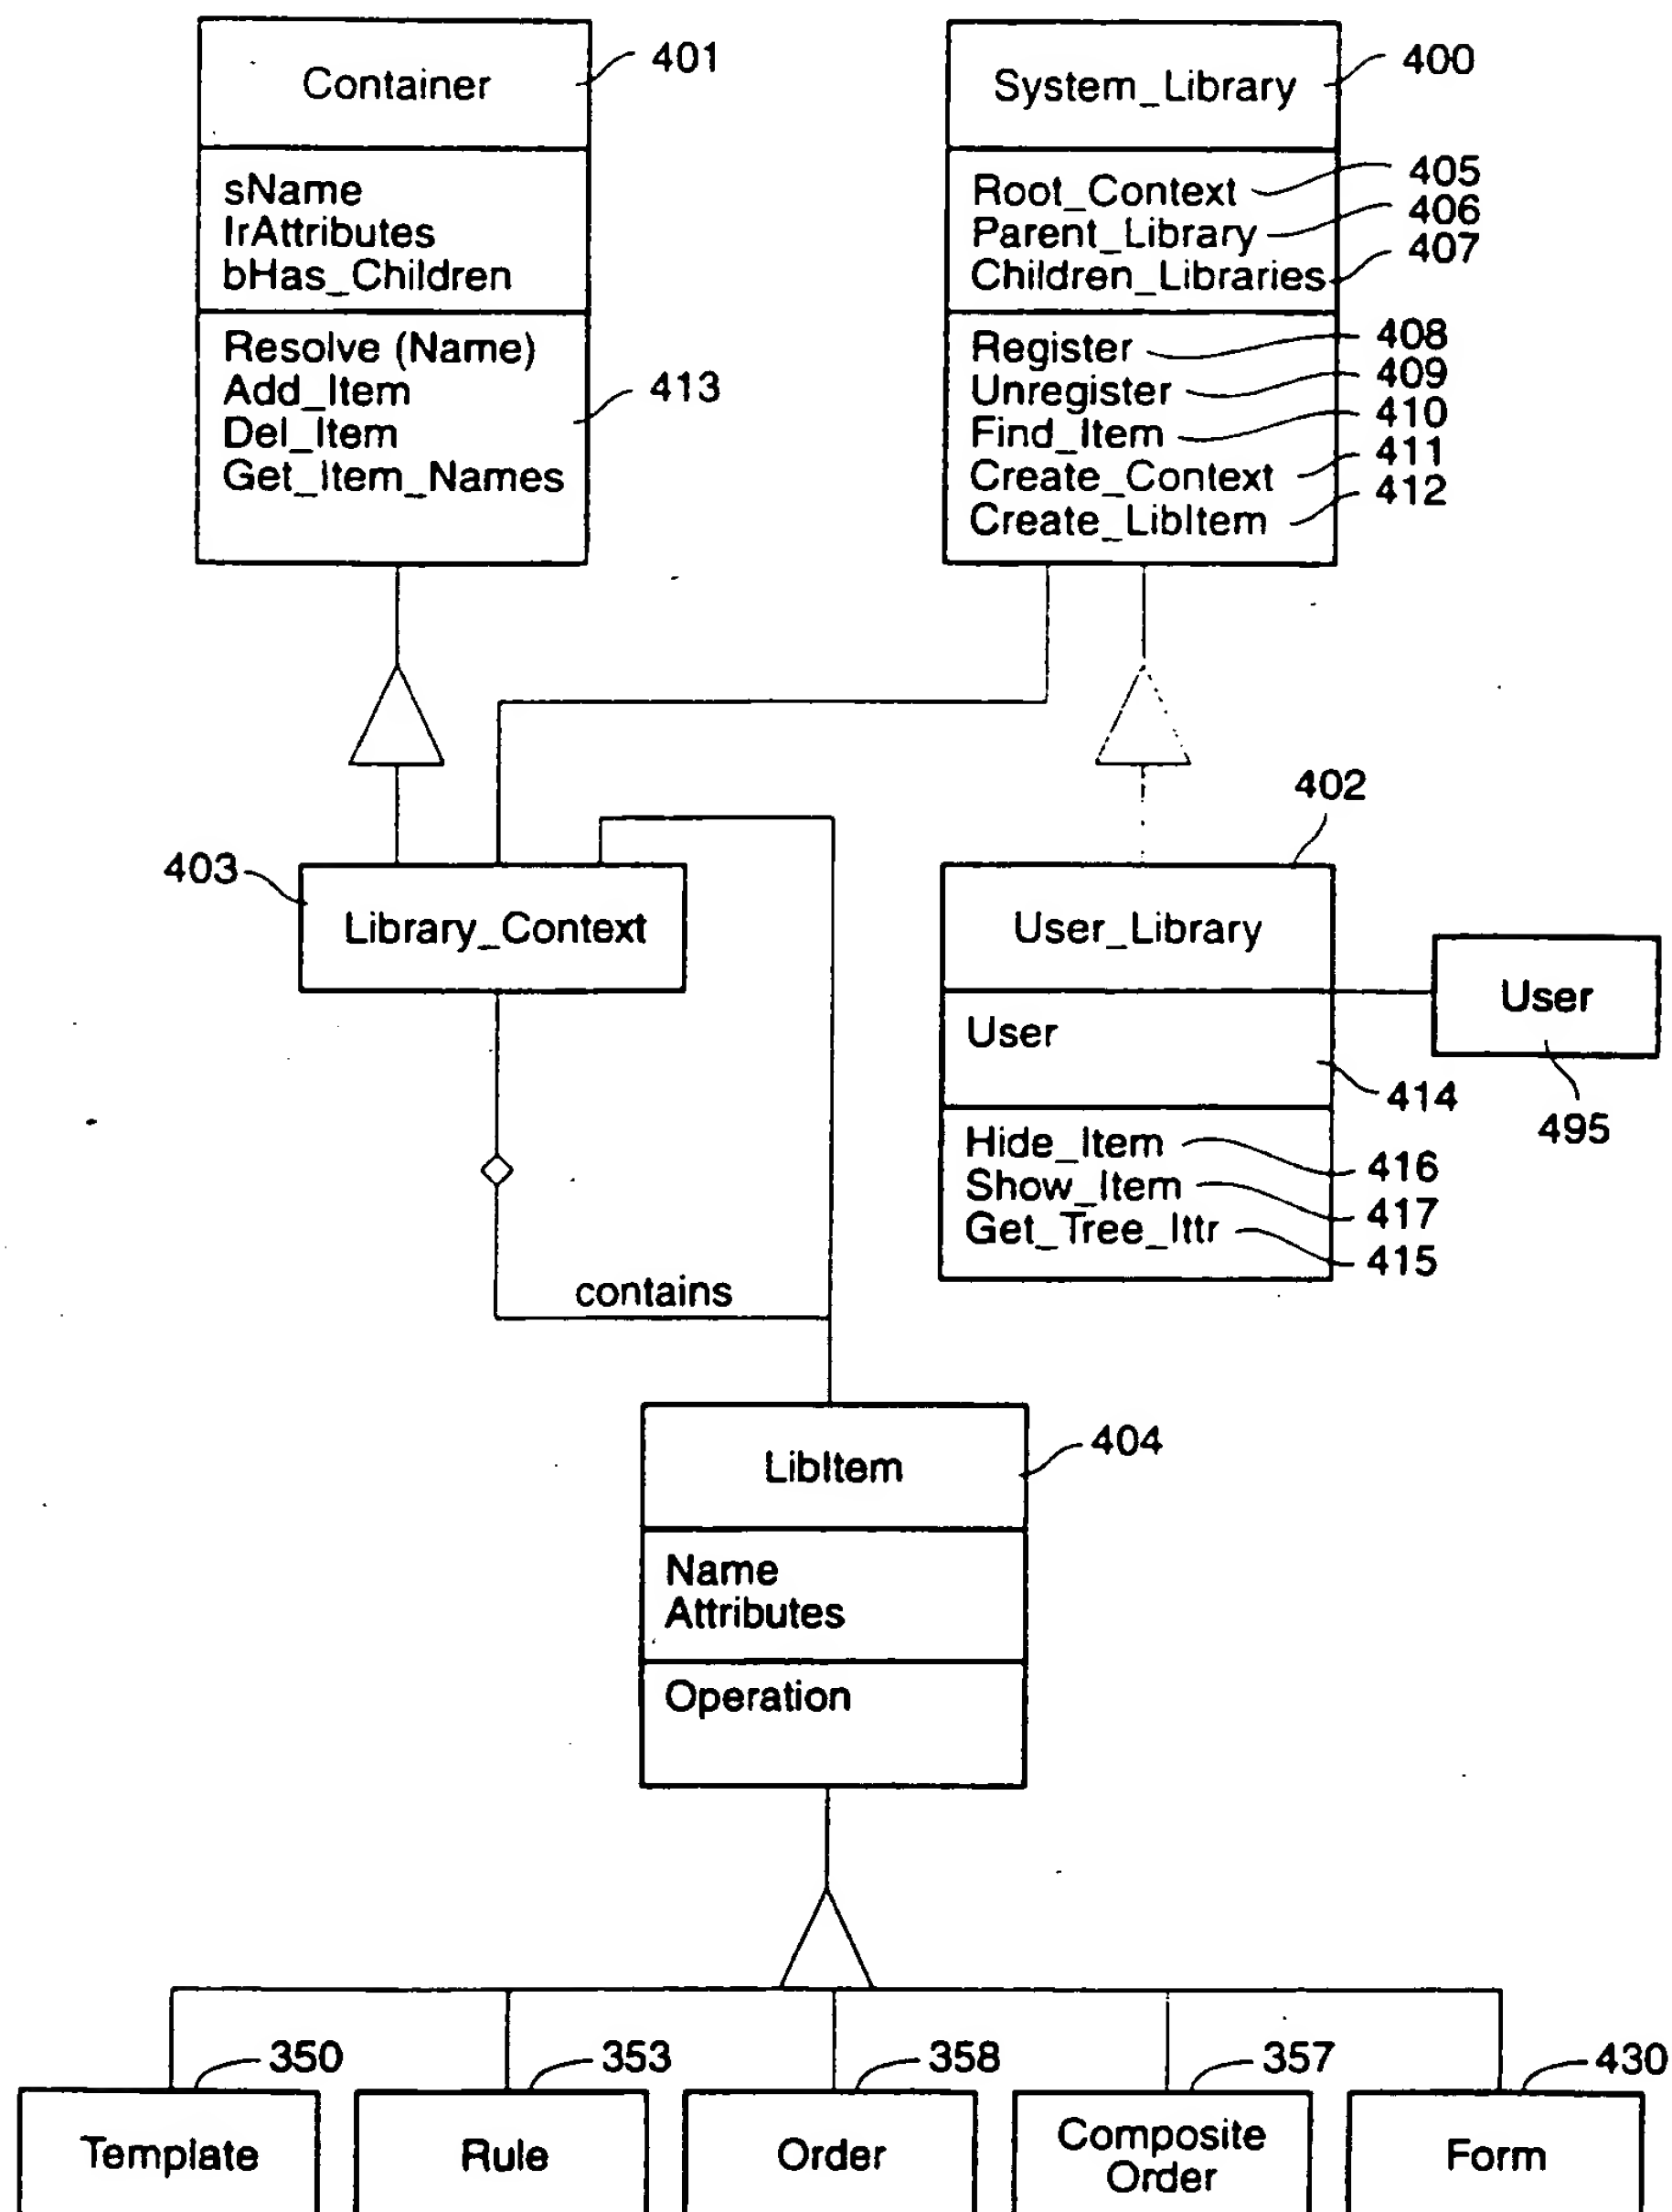 Container
401
sName
IrAttributes
bHas_Children
Resolve (Name)
Add_Item
Del_Item
Get_Item_Names
413
System_Library
400
Root_Context
405
Parent_Library
406
Children_Libraries
407
Register
408
Unregister
409
Find_Item
410
Create_Context
411
Create_LibItem
412
403
Library_Context
402
User_Library
User
414
User
495
Hide_Item
416
Show_Item
417
Get_Tree_Ittr
415
contains
LibItem
404
Name
Attributes
Operation
350
Template
353
Rule
358
Order
357
Composite
Order
430
Form